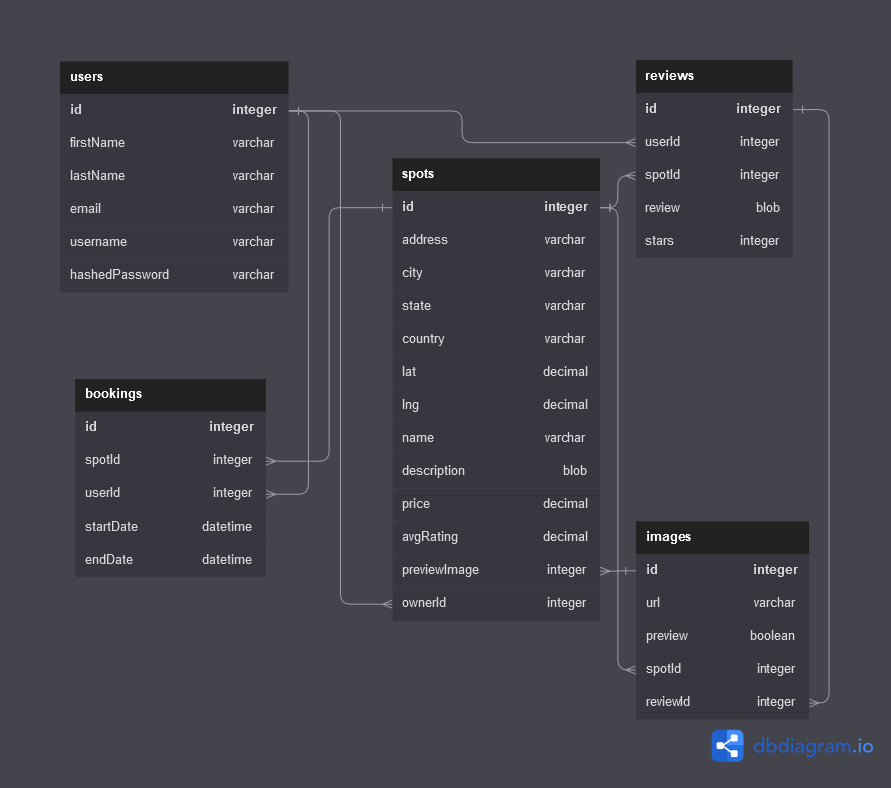 users
id integer
firstName varchar
lastName varchar
email varchar
username varchar
hashedPassword varchar
bookings
id integer
spotId integer
userId integer
startDate datetime
endDate datetime
spots
id integer
address varchar
city varchar
state varchar
country varchar
lat decimal
lng decimal
name varchar
description blob
price decimal
avgRating decimal
previewImage integer
ownerId integer
reviews
id integer
userId integer
spotId integer
review blob
stars integer
images
id integer
url varchar
preview boolean
spotId integer
reviewId integer
dbdiagram.io